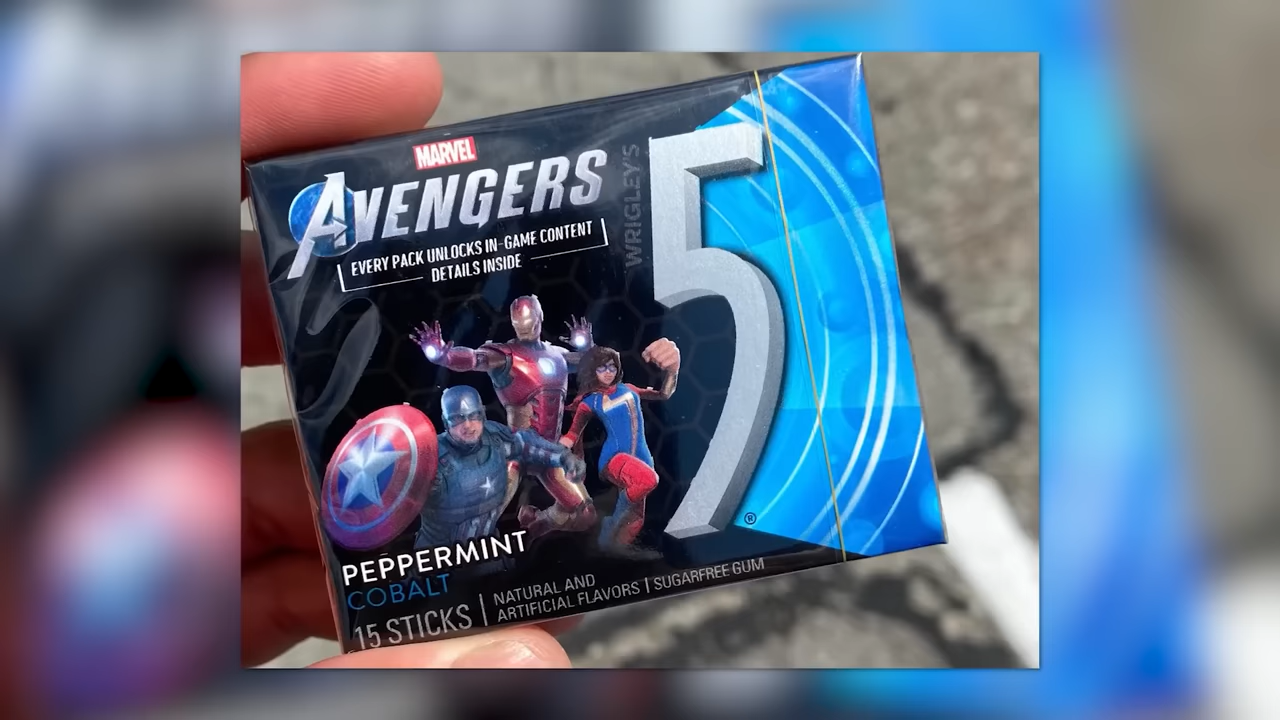 MARVEL
AVENGERS
EVERY PACK UNLOCKS IN-GAME CONTENT
DETAILS INSIDE
WRIGLEY'S
5
®
PEPPERMINT
COBALT
15 STICKS
NATURAL AND
ARTIFICIAL FLAVORS | SUGARFREE GUM